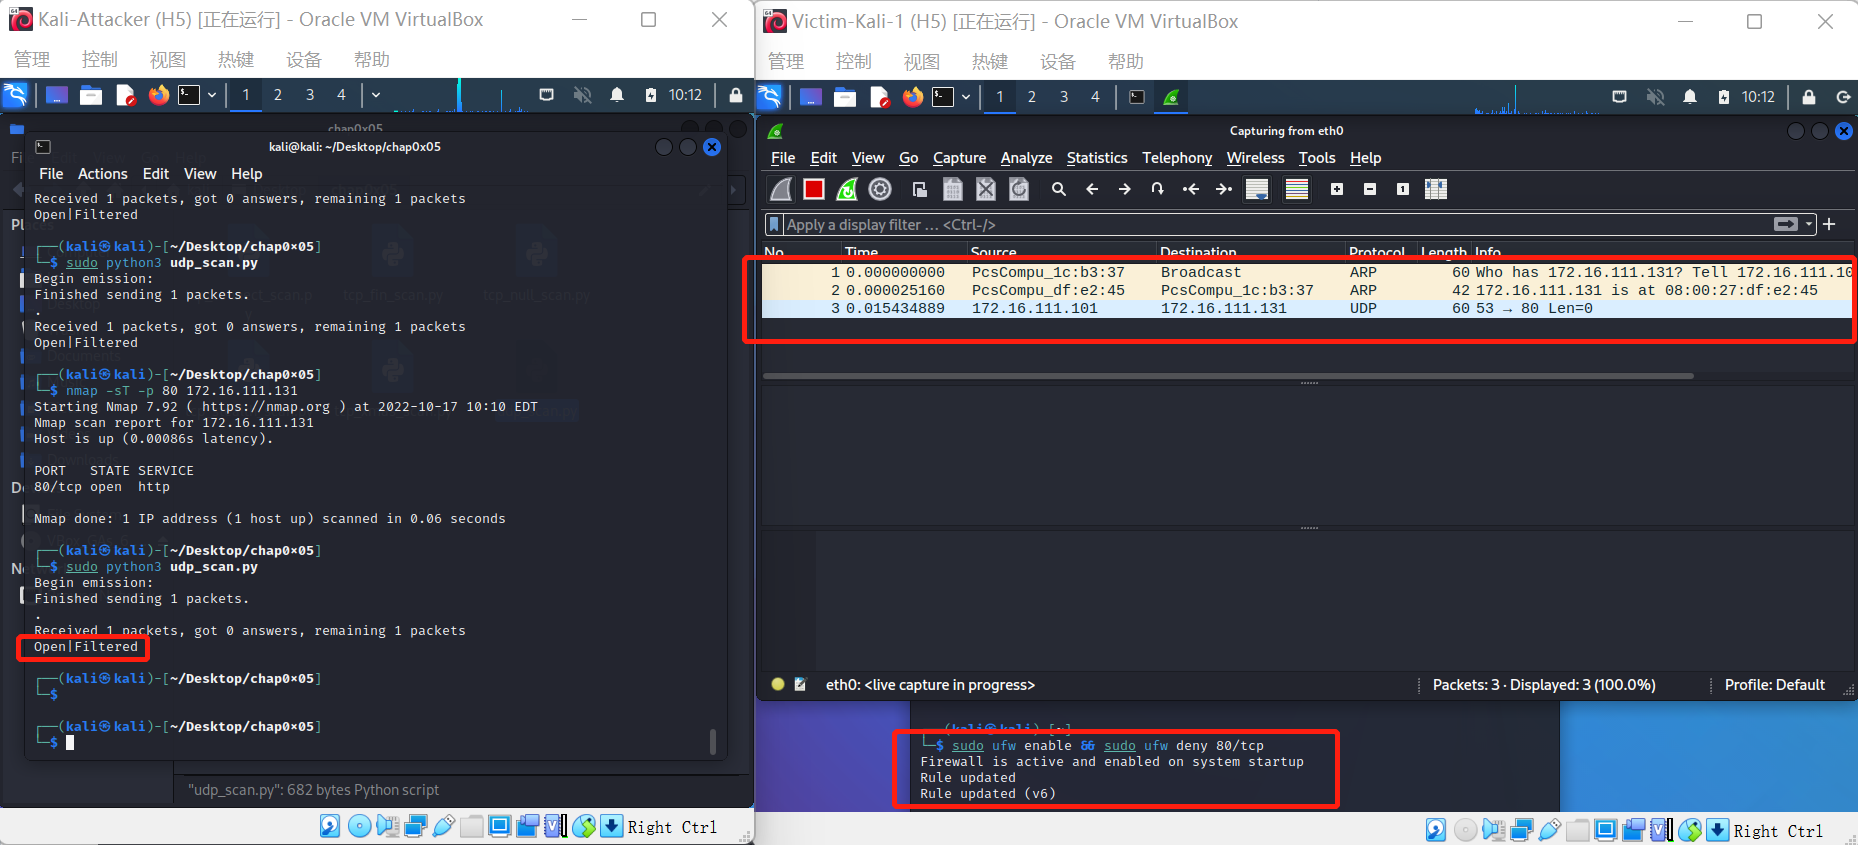 Kali-Attacker (H5) [正在运行] - Oracle VM VirtualBox
管理 控制 视图 热键 设备 帮助
1 2 3 4 10:12
chap0x05
kali@kali: ~/Desktop/chap0x05
File Actions Edit View Help
Received 1 packets, got 0 answers, remaining 1 packets
Open|Filtered
┌──(kali㉿kali)-[~/Desktop/chap0x05]
└─$ sudo python3 udp_scan.py
Begin emission:
Finished sending 1 packets.
.
Received 1 packets, got 0 answers, remaining 1 packets
Open|Filtered
┌──(kali㉿kali)-[~/Desktop/chap0x05]
└─$ nmap -sT -p 80 172.16.111.131
Starting Nmap 7.92 ( https://nmap.org ) at 2022-10-17 10:10 EDT
Nmap scan report for 172.16.111.131
Host is up (0.00086s latency).
PORT   STATE SERVICE
80/tcp open  http
Nmap done: 1 IP address (1 host up) scanned in 0.06 seconds
┌──(kali㉿kali)-[~/Desktop/chap0x05]
└─$ sudo python3 udp_scan.py
Begin emission:
Finished sending 1 packets.
.
Received 1 packets, got 0 answers, remaining 1 packets
Open|Filtered
┌──(kali㉿kali)-[~/Desktop/chap0x05]
└─$
┌──(kali㉿kali)-[~/Desktop/chap0x05]
└─$
"udp_scan.py": 682 bytes Python script
Right Ctrl
Victim-Kali-1 (H5) [正在运行] - Oracle VM VirtualBox
管理 控制 视图 热键 设备 帮助
1 2 3 4 10:12
Capturing from eth0
File Edit View Go Capture Analyze Statistics Telephony Wireless Tools Help
Apply a display filter … <Ctrl-/>
No. Time Source Destination Protocol Length Info
1 0.000000000 PcsCompu_1c:b3:37 Broadcast ARP 60 Who has 172.16.111.131? Tell 172.16.111.10
2 0.000025160 PcsCompu_df:e2:45 PcsCompu_1c:b3:37 ARP 42 172.16.111.131 is at 08:00:27:df:e2:45
3 0.015434889 172.16.111.101 172.16.111.131 UDP 60 53 → 80 Len=0
eth0: <live capture in progress>
Packets: 3 · Displayed: 3 (100.0%)
Profile: Default
┌──(kali㉿kali)-[~]
└─$ sudo ufw enable && sudo ufw deny 80/tcp
Firewall is active and enabled on system startup
Rule updated
Rule updated (v6)
Right Ctrl